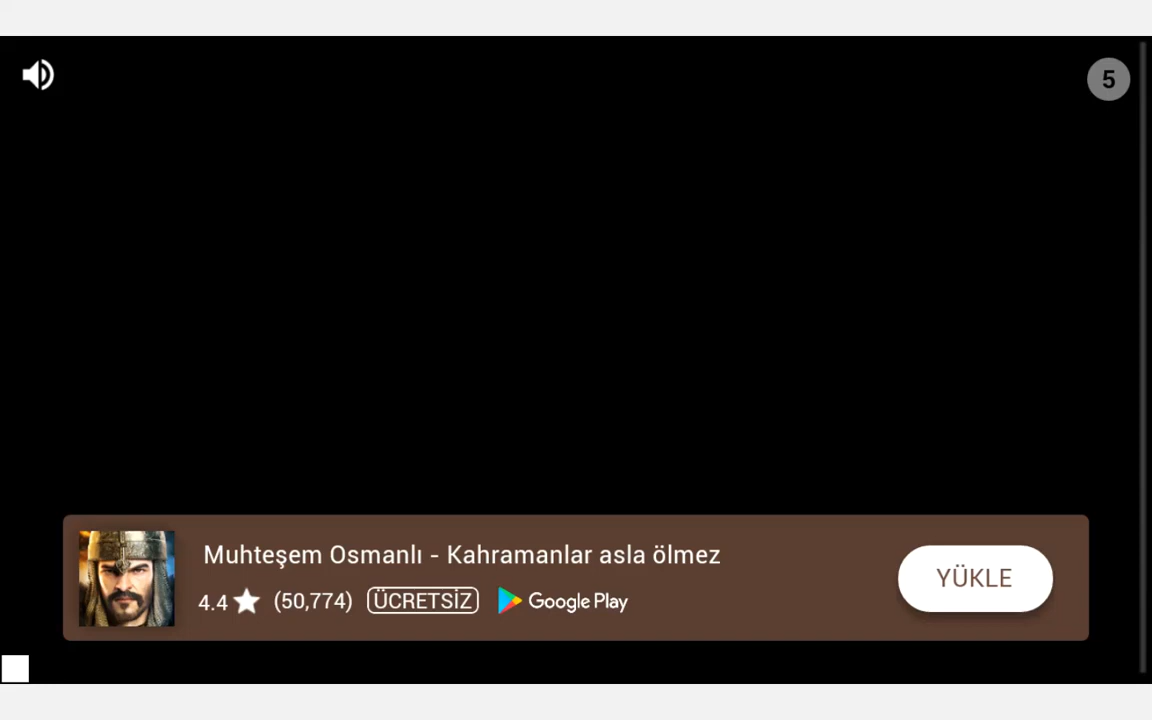 5
Muhteşem Osmanlı - Kahramanlar asla ölmez
4.4 (50,774) ÜCRETSİZ Google Play
YÜKLE